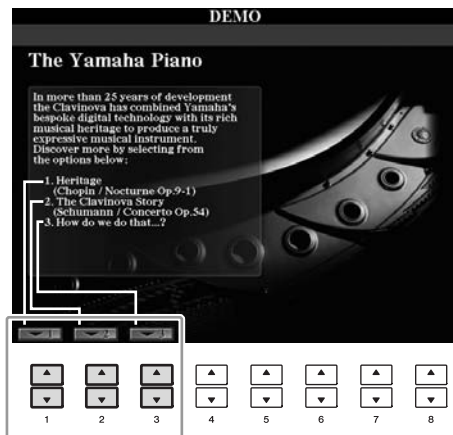 DEMO
The Yamaha Piano
In more than 25 years of development
the Clavinova has combined Yamaha's
bespoke digital technology with its rich
musical heritage to produce a truly
expressive musical instrument.
Discover more by selecting from
the options below:
1. Heritage
(Chopin / Nocturne Op.9-1)
2. The Clavinova Story
(Schumann / Concerto Op.54)
3. How do we do that...?
1 2 3
1 2 3 4 5 6 7 8